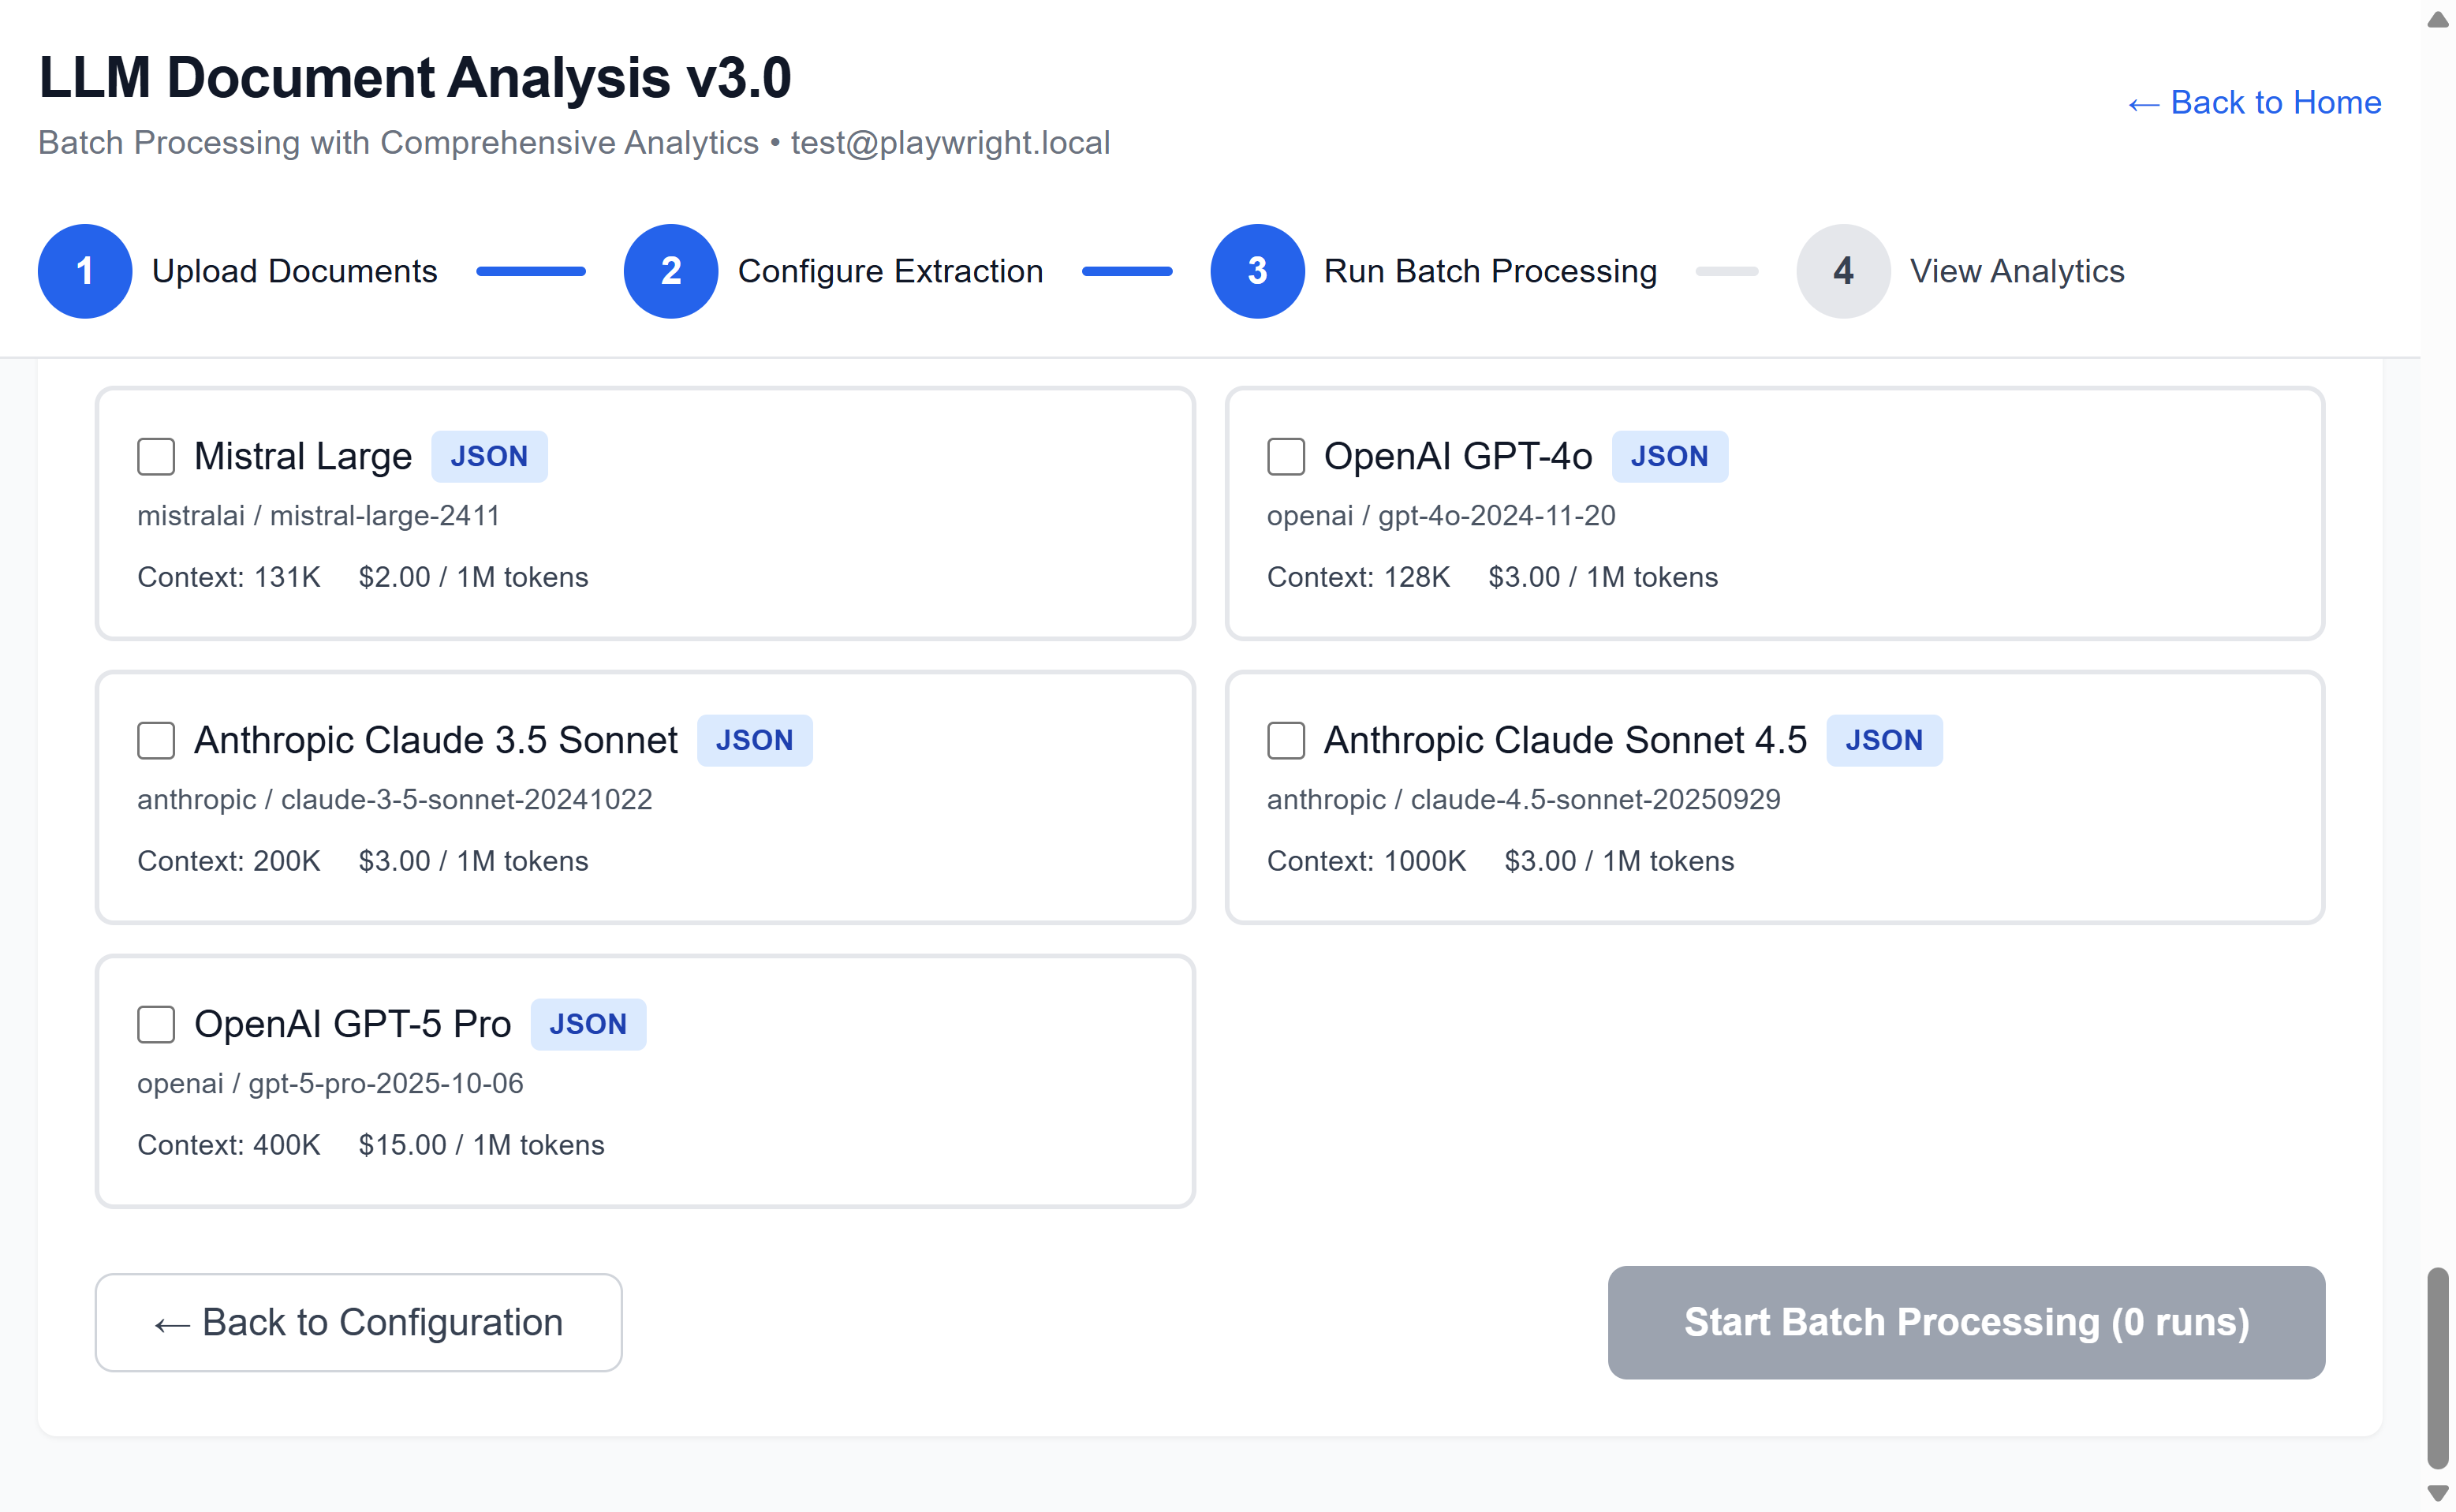 LLM Document Analysis v3.0
Batch Processing with Comprehensive Analytics • test@playwright.local
← Back to Home
1 Upload Documents
2 Configure Extraction
3 Run Batch Processing
4 View Analytics
Mistral Large JSON
mistralai / mistral-large-2411
Context: 131K $2.00 / 1M tokens
OpenAI GPT-4o JSON
openai / gpt-4o-2024-11-20
Context: 128K $3.00 / 1M tokens
Anthropic Claude 3.5 Sonnet JSON
anthropic / claude-3-5-sonnet-20241022
Context: 200K $3.00 / 1M tokens
Anthropic Claude Sonnet 4.5 JSON
anthropic / claude-4.5-sonnet-20250929
Context: 1000K $3.00 / 1M tokens
OpenAI GPT-5 Pro JSON
openai / gpt-5-pro-2025-10-06
Context: 400K $15.00 / 1M tokens
← Back to Configuration
Start Batch Processing (0 runs)